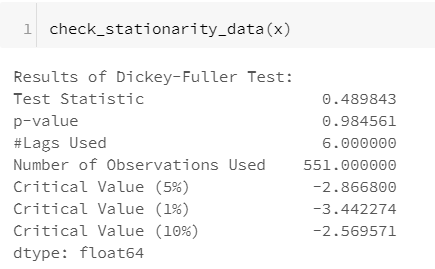 1 check_stationarity_data(x)
Results of Dickey-Fuller Test:
Test Statistic 0.489843
p-value 0.984561
#Lags Used 6.000000
Number of Observations Used 551.000000
Critical Value (5%) -2.866800
Critical Value (1%) -3.442274
Critical Value (10%) -2.569571
dtype: float64